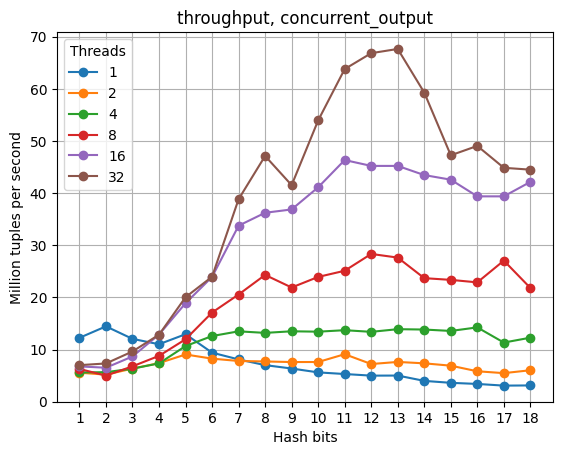 throughput, concurrent_output
Million tuples per second
70
60
50
40
30
20
10
0
Threads
1
2
4
8
16
32
1 2 3 4 5 6 7 8 9 10 11 12 13 14 15 16 17 18
Hash bits